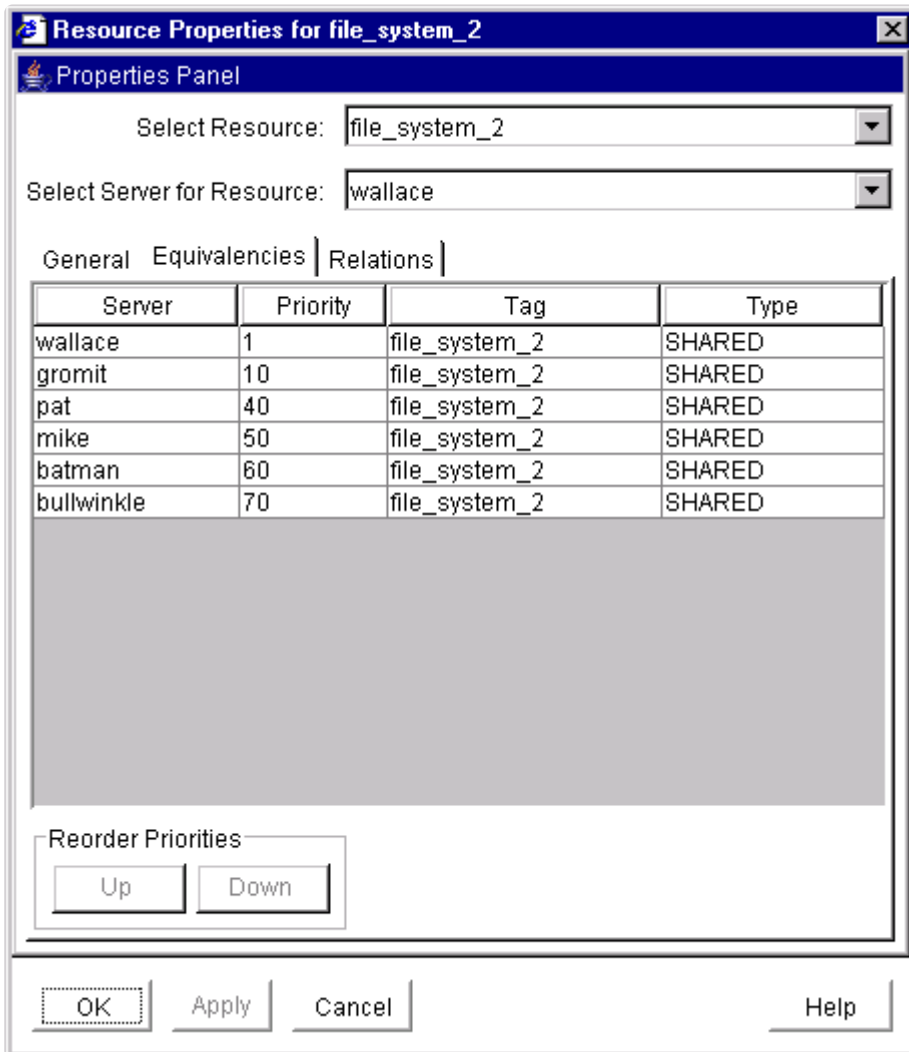 Resource Properties for file_system_2
Properties Panel
Select Resource: file_system_2
Select Server for Resource: wallace
General Equivalencies Relations
Server Priority Tag Type
wallace 1 file_system_2 SHARED
gromit 10 file_system_2 SHARED
pat 40 file_system_2 SHARED
mike 50 file_system_2 SHARED
batman 60 file_system_2 SHARED
bullwinkle 70 file_system_2 SHARED
Reorder Priorities
Up Down
OK Apply Cancel Help